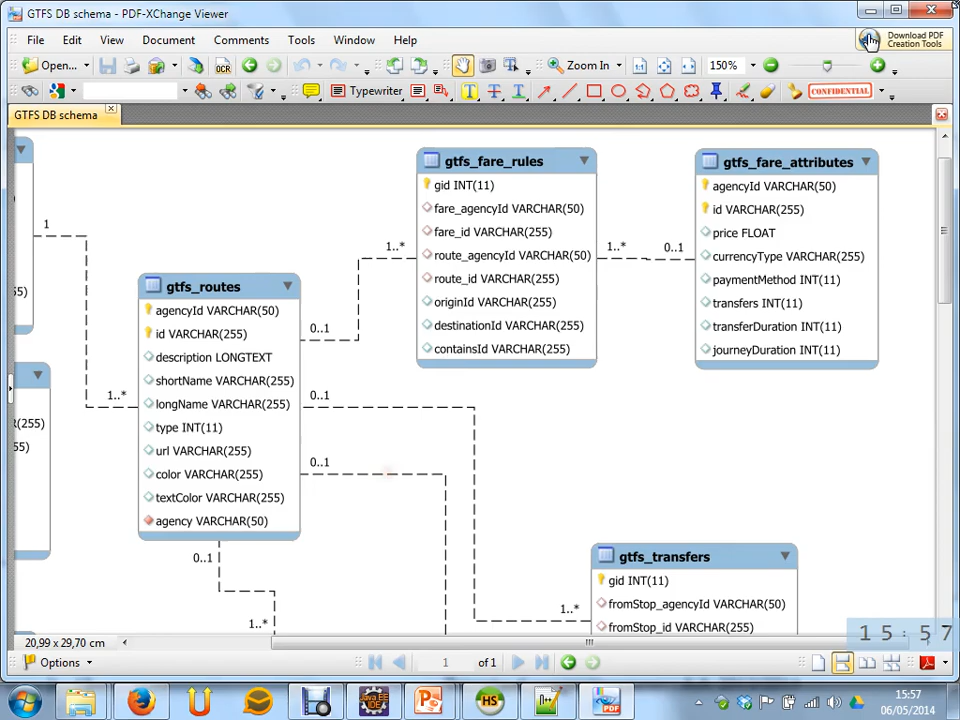 GTFS DB schema - PDF-XChange Viewer
File Edit View Document Comments Tools Window Help
Download PDF
Creation Tools
Open...
OCR
Zoom In
150%
Typewriter
CONFIDENTIAL
GTFS DB schema
gtfs_fare_rules
gid INT(11)
fare_agencyId VARCHAR(50)
fare_id VARCHAR(255)
route_agencyId VARCHAR(50)
route_id VARCHAR(255)
originId VARCHAR(255)
destinationId VARCHAR(255)
containsId VARCHAR(255)
gtfs_fare_attributes
agencyId VARCHAR(50)
id VARCHAR(255)
price FLOAT
currencyType VARCHAR(255)
paymentMethod INT(11)
transfers INT(11)
transferDuration INT(11)
journeyDuration INT(11)
1
1..*
1..*
0..1
55)
(255)
55)
1..*
gtfs_routes
agencyId VARCHAR(50)
id VARCHAR(255)
description LONGTEXT
shortName VARCHAR(255)
longName VARCHAR(255)
type INT(11)
url VARCHAR(255)
color VARCHAR(255)
textColor VARCHAR(255)
agency VARCHAR(50)
0..1
0..1
0..1
0..1
1..*
1..*
gtfs_transfers
gid INT(11)
fromStop_agencyId VARCHAR(50)
fromStop_id VARCHAR(255)
15:57
20,99 x 29,70 cm
Options
1 of 1
15:57
06/05/2014